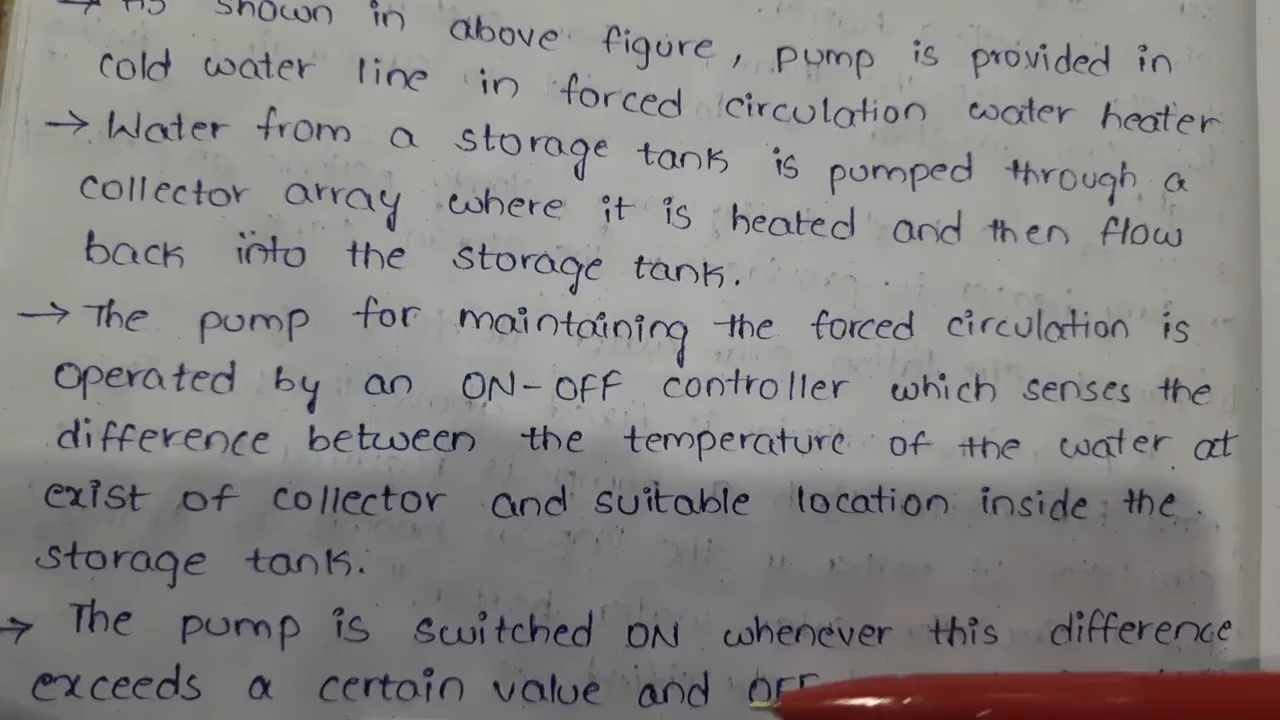 → As shown in above figure, pump is provided in
cold water line in forced circulation water heater
→ Water from a storage tank is pumped through a
collector array where it is heated and then flow
back into the storage tank.
→ The pump for maintaining the forced circulation is
operated by an ON-OFF controller which senses the
difference between the temperature of the water at
exist of collector and suitable location inside the
storage tank.
→ The pump is switched ON whenever this difference
exceeds a certain value and OFF